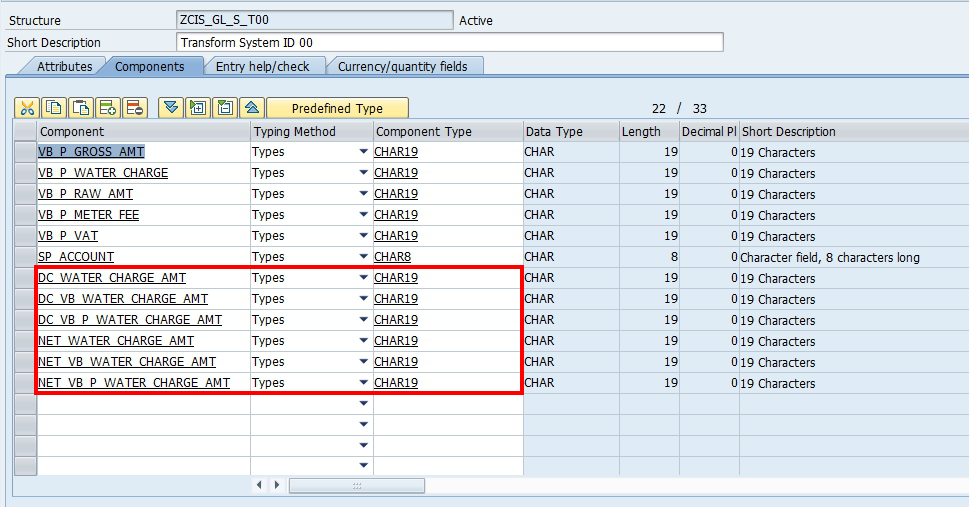 Structure ZCIS_GL_S_T00 Active
Short Description Transform System ID 00
Attributes Components Entry help/check Currency/quantity fields
Predefined Type 22 / 33
Component Typing Method Component Type Data Type Length Decimal Pl Short Description
VB_P_GROSS_AMT Types CHAR19 CHAR 19 0 19 Characters
VB_P_WATER_CHARGE Types CHAR19 CHAR 19 0 19 Characters
VB_P_RAW_AMT Types CHAR19 CHAR 19 0 19 Characters
VB_P_METER_FEE Types CHAR19 CHAR 19 0 19 Characters
VB_P_VAT Types CHAR19 CHAR 19 0 19 Characters
SP_ACCOUNT Types CHAR8 CHAR 8 0 Character field, 8 characters long
DC_WATER_CHARGE_AMT Types CHAR19 CHAR 19 0 19 Characters
DC_VB_WATER_CHARGE_AMT Types CHAR19 CHAR 19 0 19 Characters
DC_VB_P_WATER_CHARGE_AMT Types CHAR19 CHAR 19 0 19 Characters
NET_WATER_CHARGE_AMT Types CHAR19 CHAR 19 0 19 Characters
NET_VB_WATER_CHARGE_AMT Types CHAR19 CHAR 19 0 19 Characters
NET_VB_P_WATER_CHARGE_AMT Types CHAR19 CHAR 19 0 19 Characters